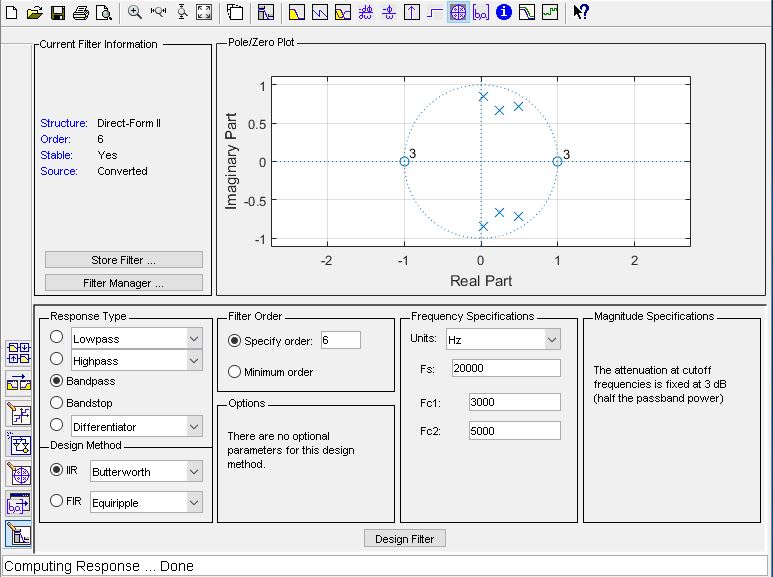 Current Filter Information
Structure: Direct-Form II
Order: 6
Stable: Yes
Source: Converted
Store Filter ...
Filter Manager ...
Pole/Zero Plot
Imaginary Part
1
0.5
0
-0.5
-1
3
3
-2
-1
0
1
2
Real Part
Response Type
Lowpass
Highpass
Bandpass
Bandstop
Differentiator
Design Method
IIR Butterworth
FIR Equiripple
Filter Order
Specify order: 6
Minimum order
Options
There are no optional
parameters for this design
method.
Frequency Specifications
Units: Hz
Fs: 20000
Fc1: 3000
Fc2: 5000
Magnitude Specifications
The attenuation at cutoff
frequencies is fixed at 3 dB
(half the passband power)
Design Filter
Computing Response ... Done